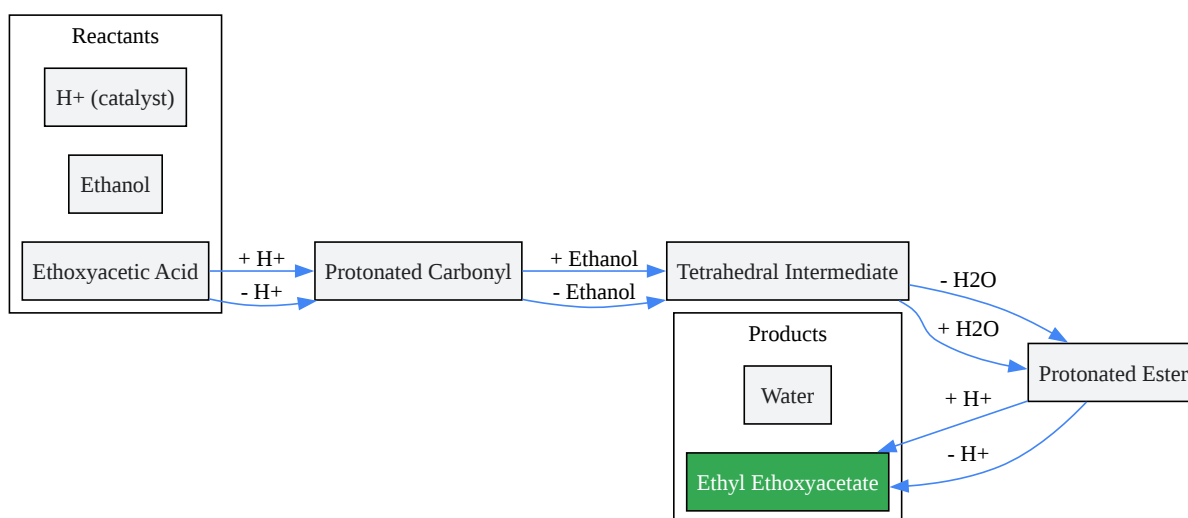 Reactants
H+ (catalyst)
Ethanol
Ethoxyacetic Acid
+ H+
- H+
Protonated Carbonyl
+ Ethanol
- Ethanol
Tetrahedral Intermediate
- H2O
+ H2O
Protonated Ester
+ H+
- H+
Products
Water
Ethyl Ethoxyacetate